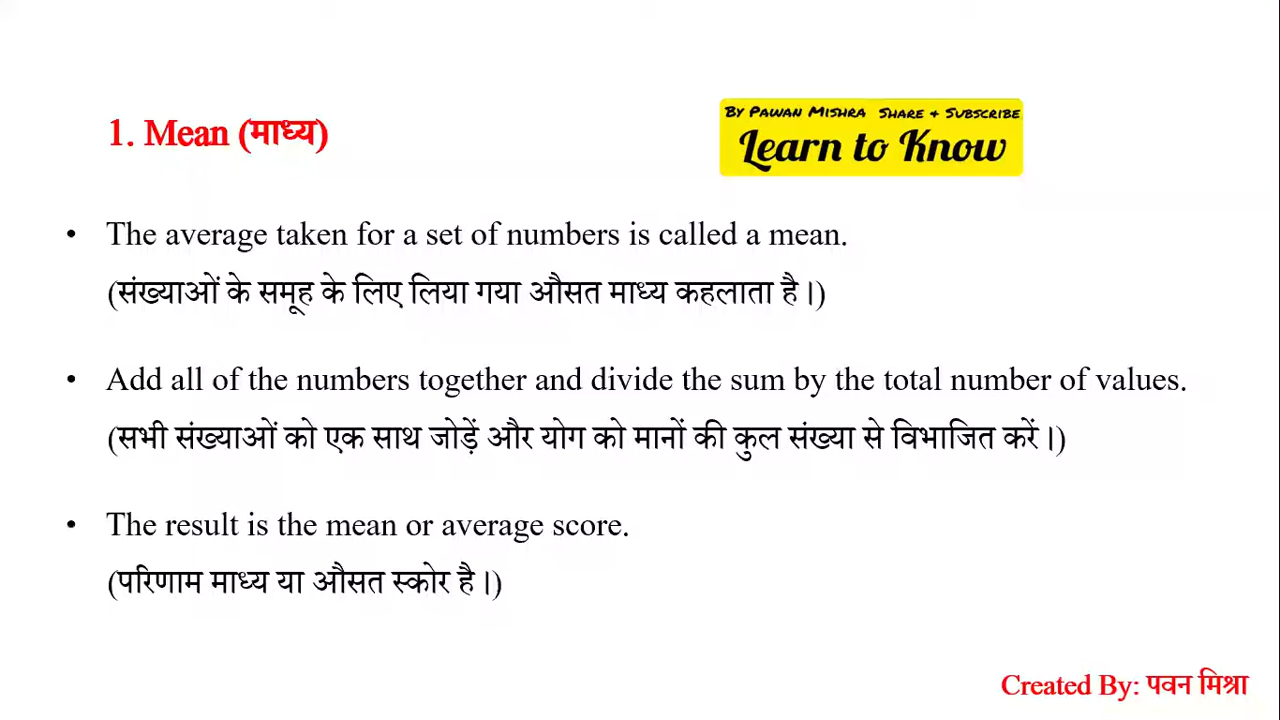 1. Mean (माध्य)
By Pawan Mishra Share & Subscribe
Learn to Know
• The average taken for a set of numbers is called a mean.
(संख्याओं के समूह के लिए लिया गया औसत माध्य कहलाता है।)
• Add all of the numbers together and divide the sum by the total number of values.
(सभी संख्याओं को एक साथ जोड़ें और योग को मानों की कुल संख्या से विभाजित करें।)
• The result is the mean or average score.
(परिणाम माध्य या औसत स्कोर है।)
Created By: पवन मिश्रा